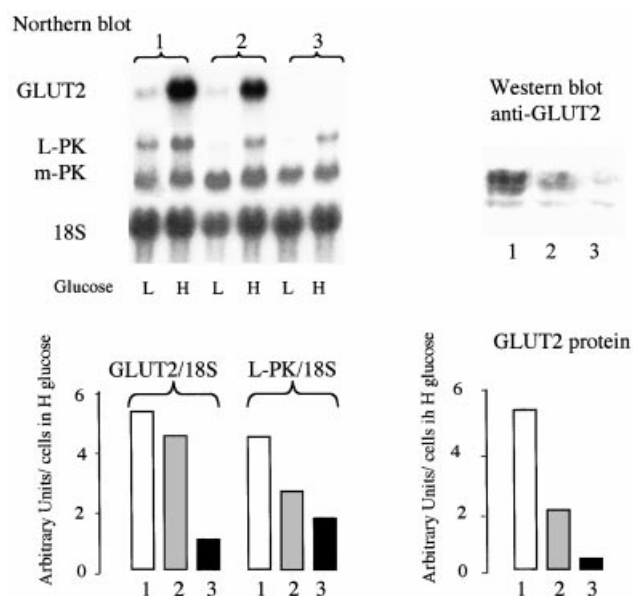 Northern blot
1 2 3
GLUT2
L-PK
m-PK
18S
Glucose L H L H L H
Western blot
anti-GLUT2
1 2 3
GLUT2/18S L-PK/18S
Arbitrary Units/ cells in H glucose
6
4
2
0
1 2 3 1 2 3
GLUT2 protein
Arbitrary Units/ cells ih H glucose
6
4
2
0
1 2 3